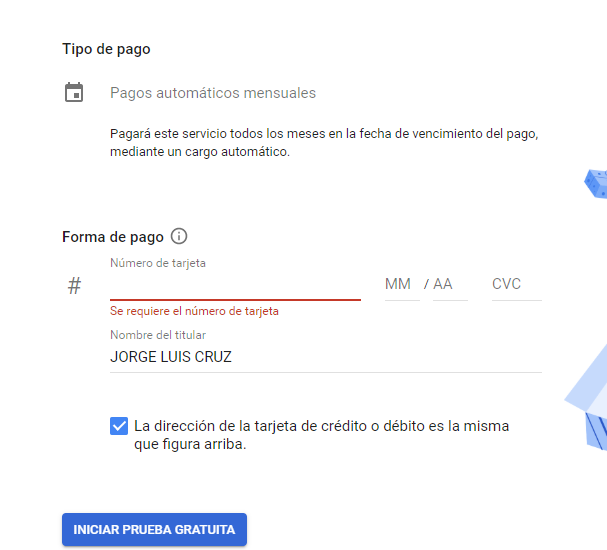 Tipo de pago
Pagos automáticos mensuales
Pagará este servicio todos los meses en la fecha de vencimiento del pago,
mediante un cargo automático.
Forma de pago
Número de tarjeta
# MM / AA CVC
Se requiere el número de tarjeta
Nombre del titular
JORGE LUIS CRUZ
La dirección de la tarjeta de crédito o débito es la misma
que figura arriba.
INICIAR PRUEBA GRATUITA